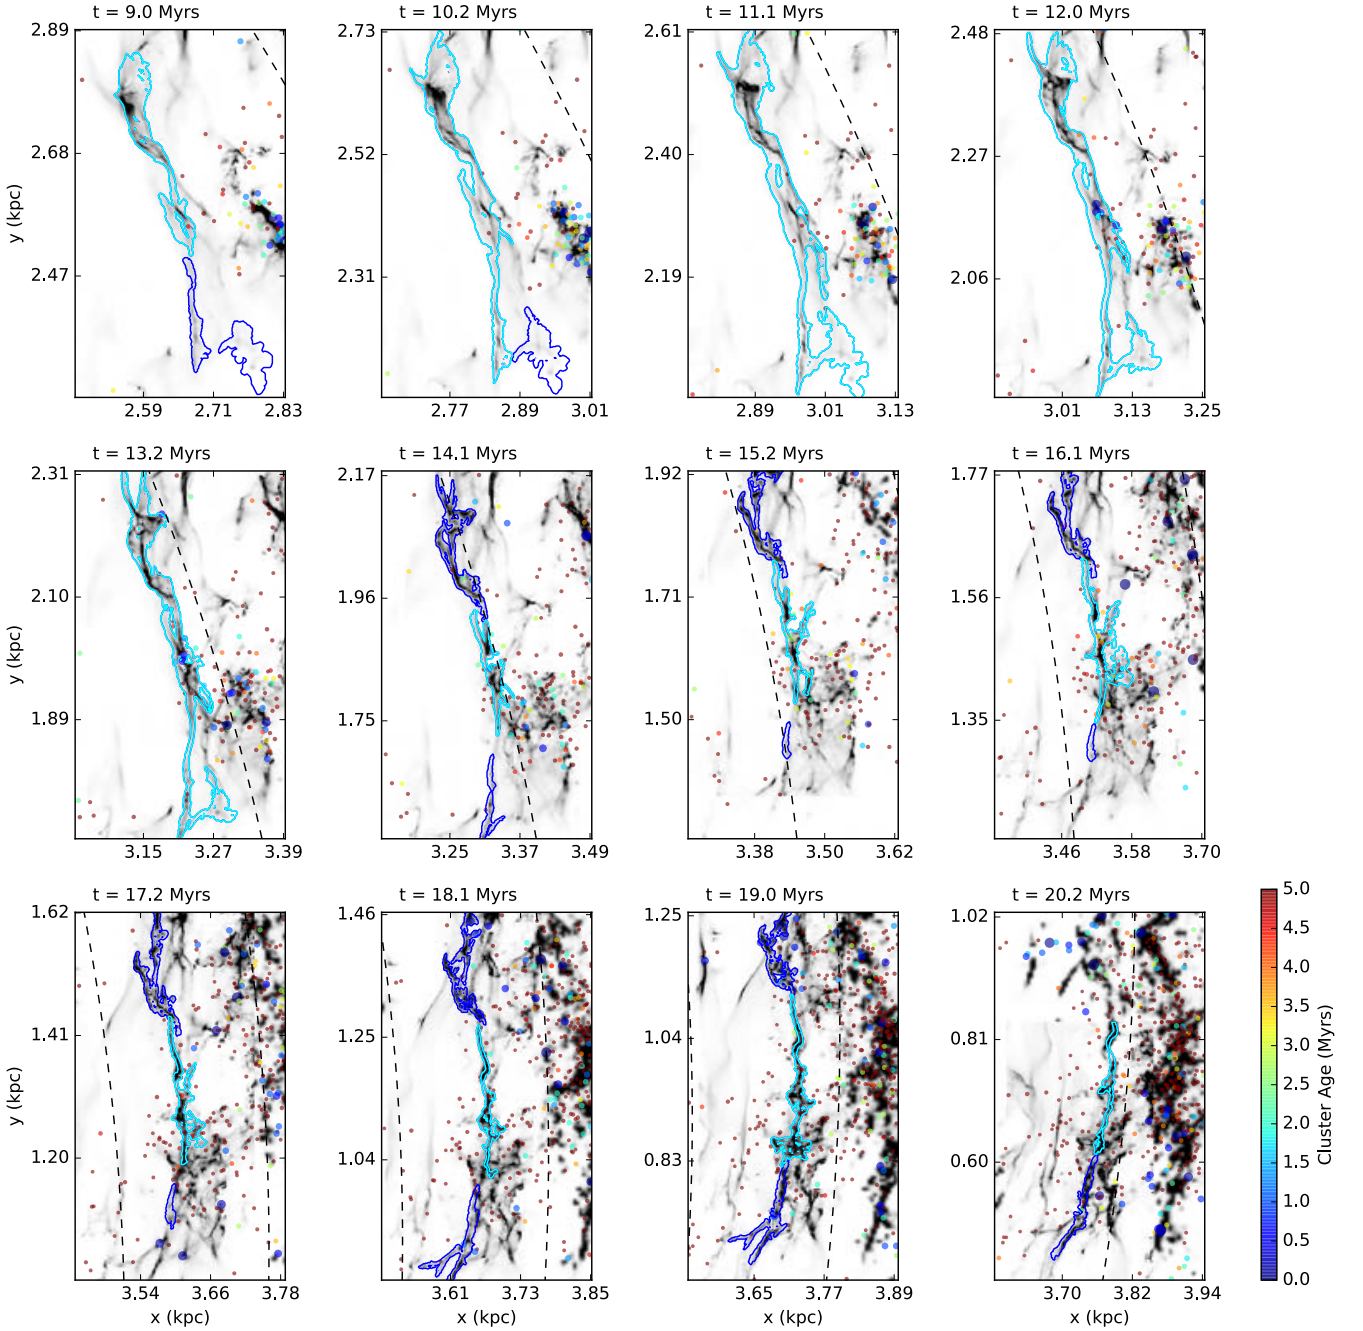 t = 9.0 Myrs
t = 10.2 Myrs
t = 11.1 Myrs
t = 12.0 Myrs
2.89
2.68
2.47
y (kpc)
2.59 2.71 2.83
2.73
2.52
2.31
2.77 2.89 3.01
2.61
2.40
2.19
2.89 3.01 3.13
2.48
2.27
2.06
3.01 3.13 3.25
t = 13.2 Myrs
t = 14.1 Myrs
t = 15.2 Myrs
t = 16.1 Myrs
2.31
2.10
1.89
y (kpc)
3.15 3.27 3.39
2.17
1.96
1.75
3.25 3.37 3.49
1.92
1.71
1.50
3.38 3.50 3.62
1.77
1.56
1.35
3.46 3.58 3.70
t = 17.2 Myrs
t = 18.1 Myrs
t = 19.0 Myrs
t = 20.2 Myrs
1.62
1.41
1.20
y (kpc)
3.54 3.66 3.78
x (kpc)
1.46
1.25
1.04
3.61 3.73 3.85
x (kpc)
1.25
1.04
0.83
3.65 3.77 3.89
x (kpc)
1.02
0.81
0.60
3.70 3.82 3.94
x (kpc)
5.0
4.5
4.0
3.5
3.0
2.5
2.0
1.5
1.0
0.5
0.0
Cluster Age (Myrs)